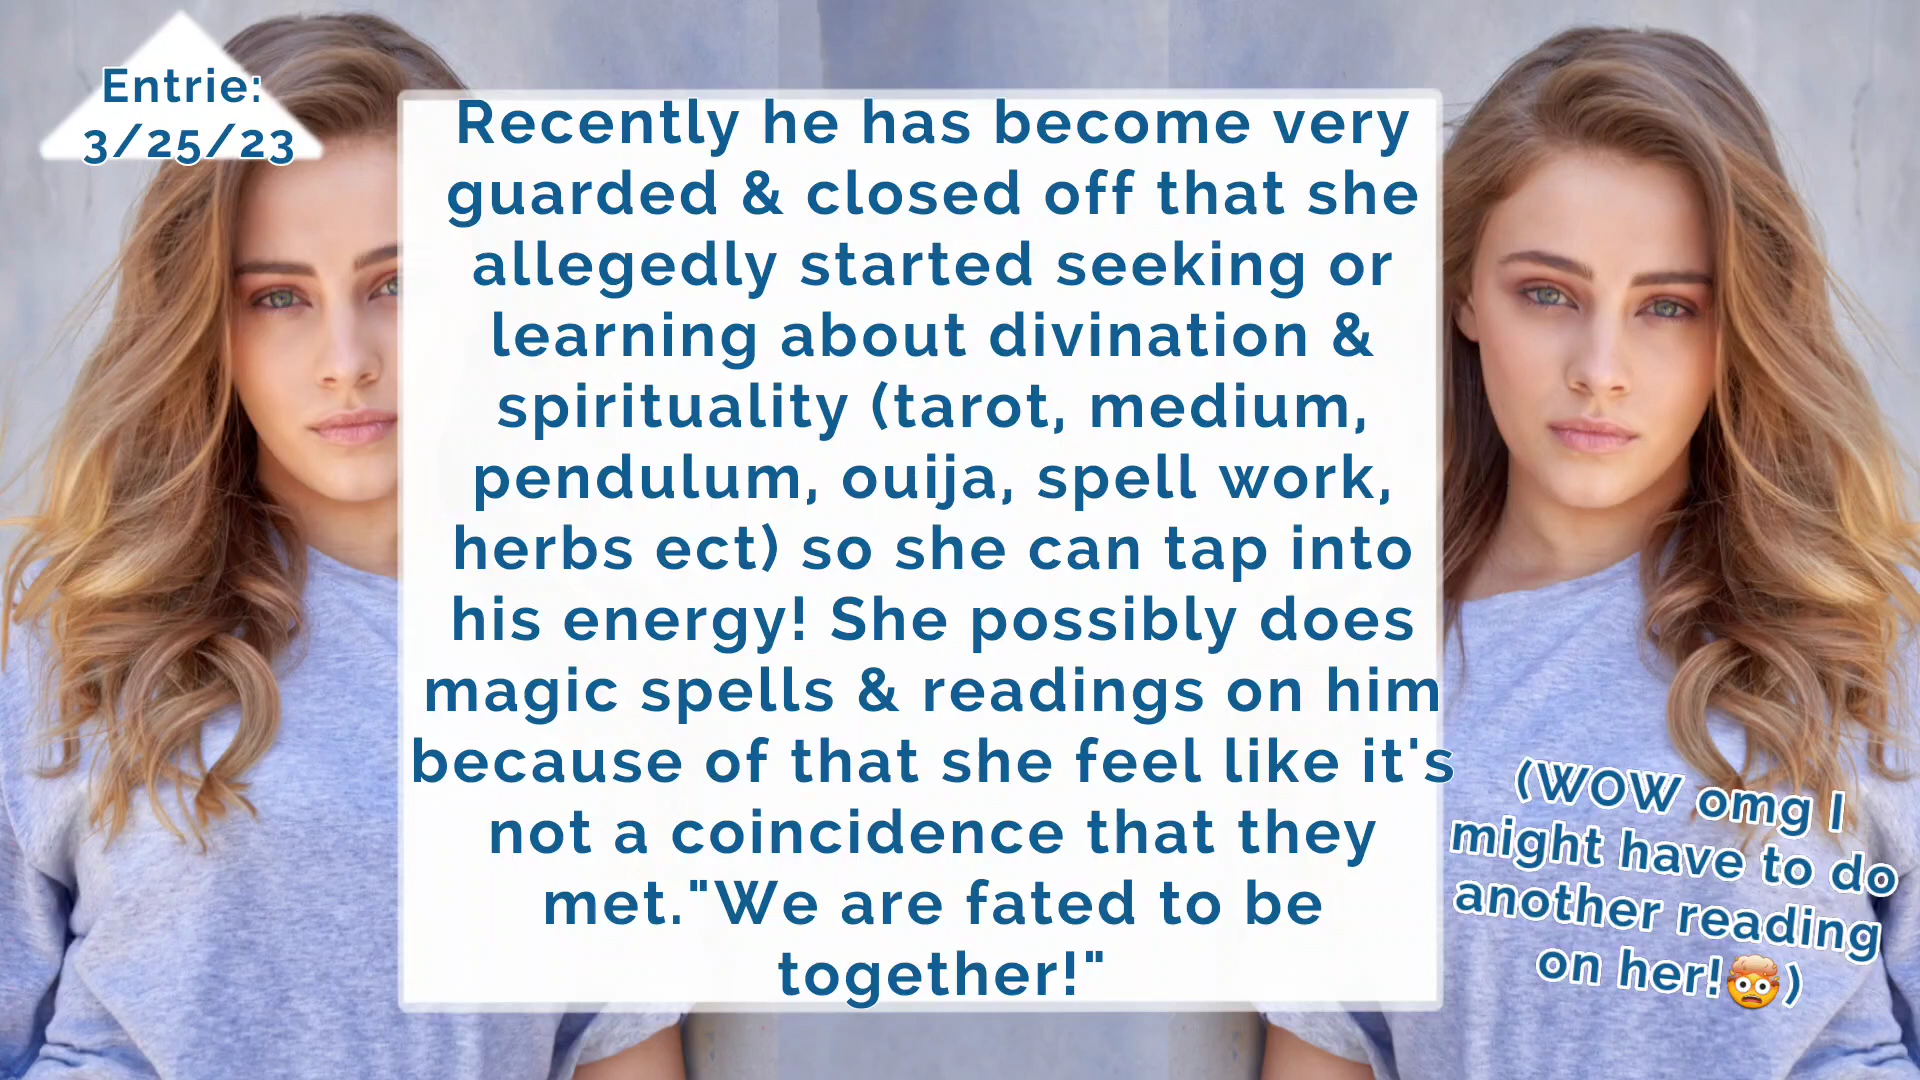 Entrie:
3/25/23
Recently he has become very
guarded & closed off that she
allegedly started seeking or
learning about divination &
spirituality (tarot, medium,
pendulum, ouija, spell work,
herbs ect) so she can tap into
his energy! She possibly does
magic spells & readings on him
because of that she feel like it's
not a coincidence that they
met."We are fated to be
together!"
(WOW omg I
might have to do
another reading
on her!🤯)